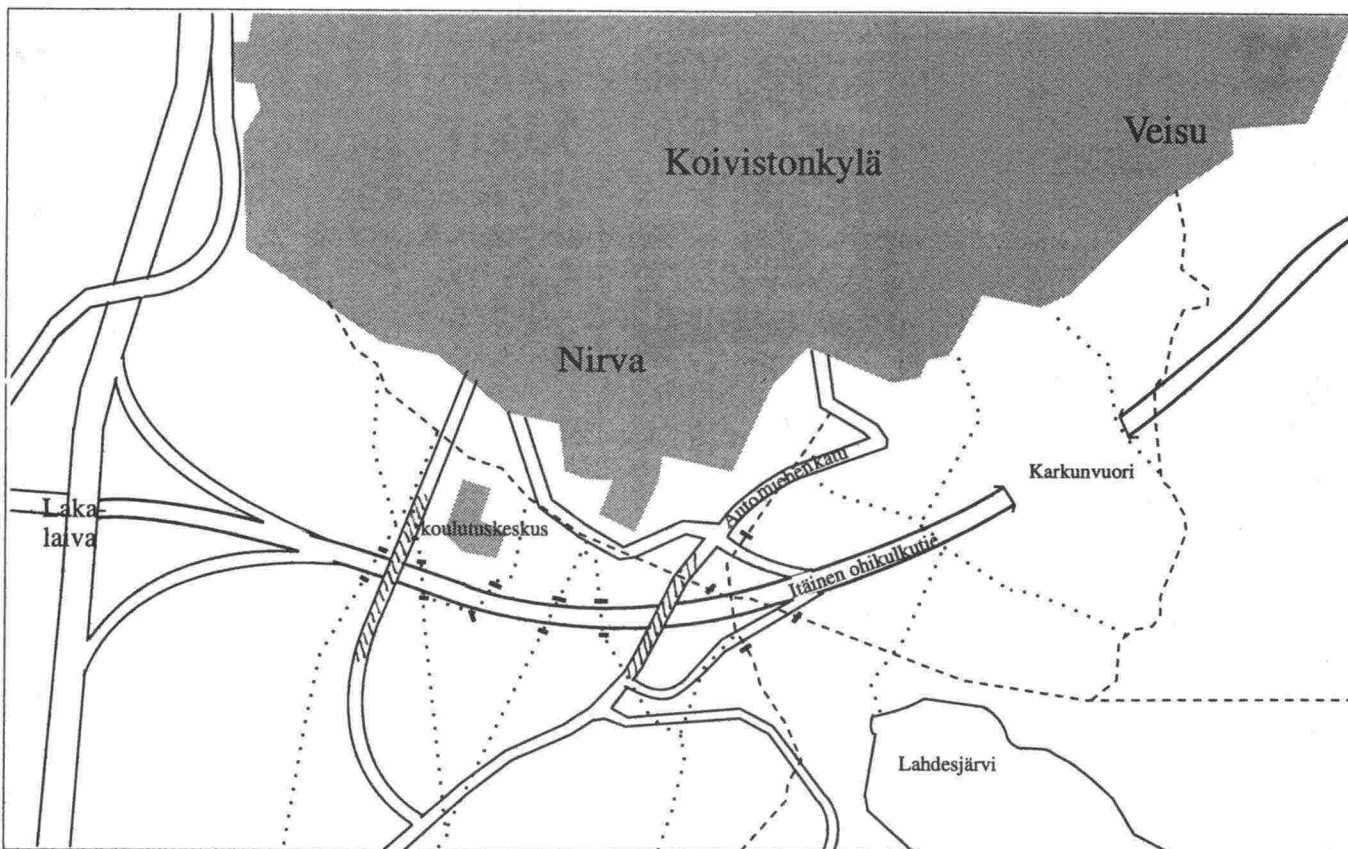 Veisu
Koivistonkylä
Nirva
Automiehenkatu
Karkunvuori
Laka-
laiva
koulutuskeskus
Itäinen ohikulkutie
Lahdesjärvi